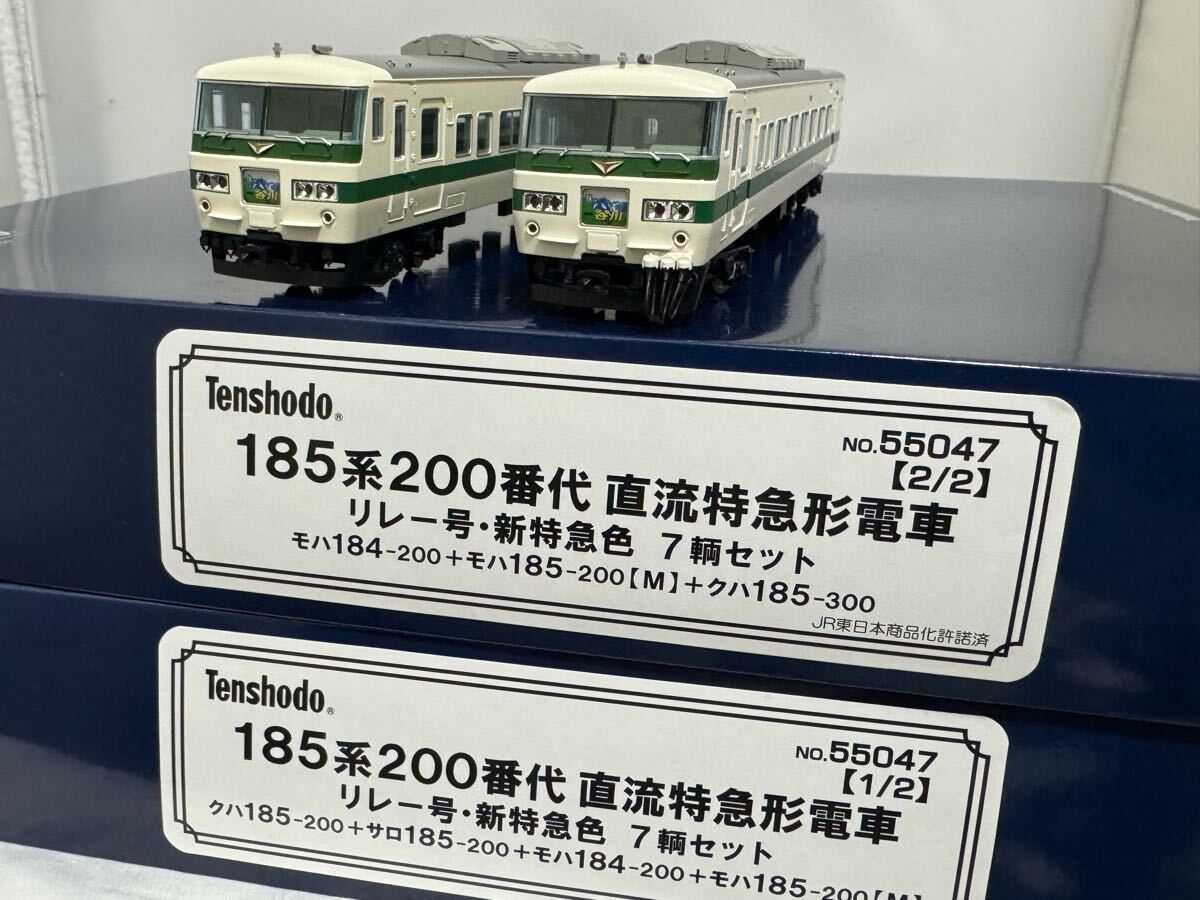 谷川
谷川
Tenshodo®
No.55047
【2/2】
185系200番代 直流特急形電車
リレー号・新特急色 7輌セット
モハ184-200+モハ185-200【M】+クハ185-300
JR東日本商品化許諾済
Tenshodo®
No.55047
【1/2】
185系200番代 直流特急形電車
リレー号・新特急色 7輌セット
クハ185-200+サロ185-200+モハ184-200+モハ185-200【M】